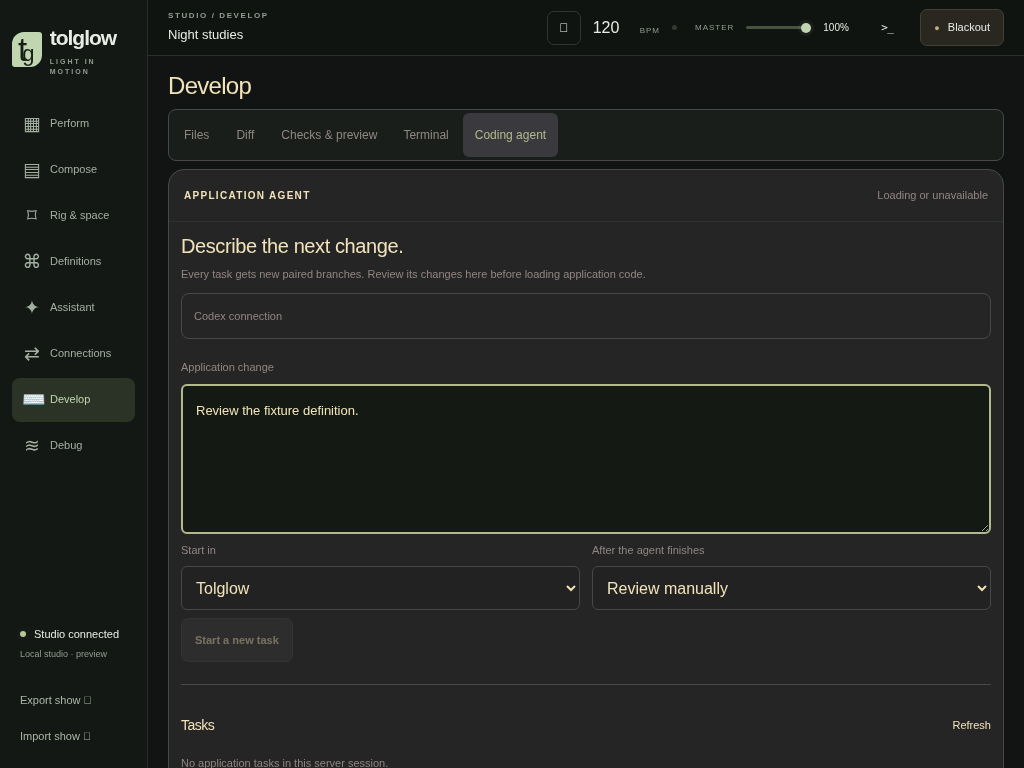 tg
tolglow
LIGHT IN
MOTION
Perform
Compose
Rig & space
Definitions
Assistant
Connections
Develop
Debug
Studio connected
Local studio · preview
Export show
Import show
STUDIO / DEVELOP
Night studies
120
BPM
MASTER
100%
>_
Blackout
Develop
Files
Diff
Checks & preview
Terminal
Coding agent
APPLICATION AGENT
Loading or unavailable
Describe the next change.
Every task gets new paired branches. Review its changes here before loading application code.
Codex connection
Application change
Review the fixture definition.
Start in
After the agent finishes
Tolglow
Review manually
Start a new task
Tasks
Refresh
No application tasks in this server session.